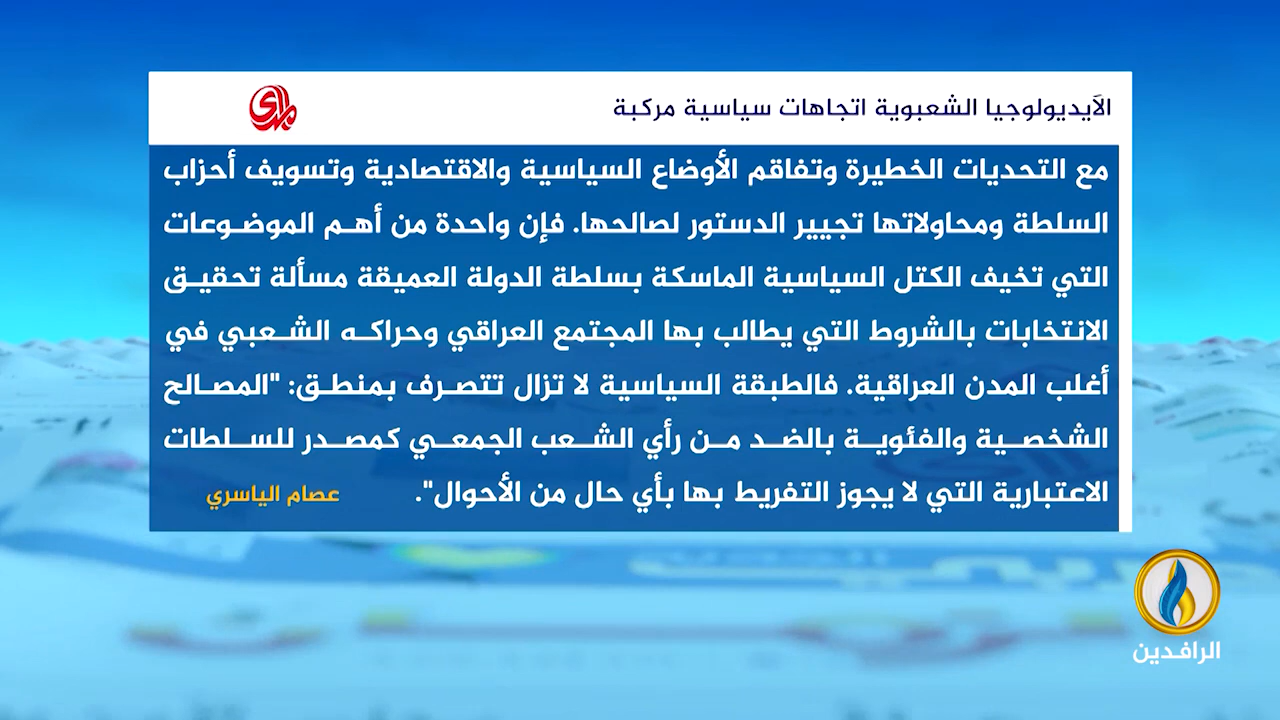 الآيديولوجيا الشعبوية اتجاهات سياسية مركبة
مدى
مع التحديات الخطيرة وتفاقم الأوضاع السياسية والاقتصادية وتسويف أحزاب
السلطة ومحاولاتها تجيير الدستور لصالحها. فإن واحدة من أهم الموضوعات
التي تخيف الكتل السياسية الماسكة بسلطة الدولة العميقة مسألة تحقيق
الانتخابات بالشروط التي يطالب بها المجتمع العراقي وحراكه الشعبي في
أغلب المدن العراقية. فالطبقة السياسية لا تزال تتصرف بمنطق: "المصالح
الشخصية والفئوية بالضد من رأي الشعب الجمعي كمصدر للسلطات
الاعتبارية التي لا يجوز التفريط بها بأي حال من الأحوال".
عصام الياسري
الرافدين